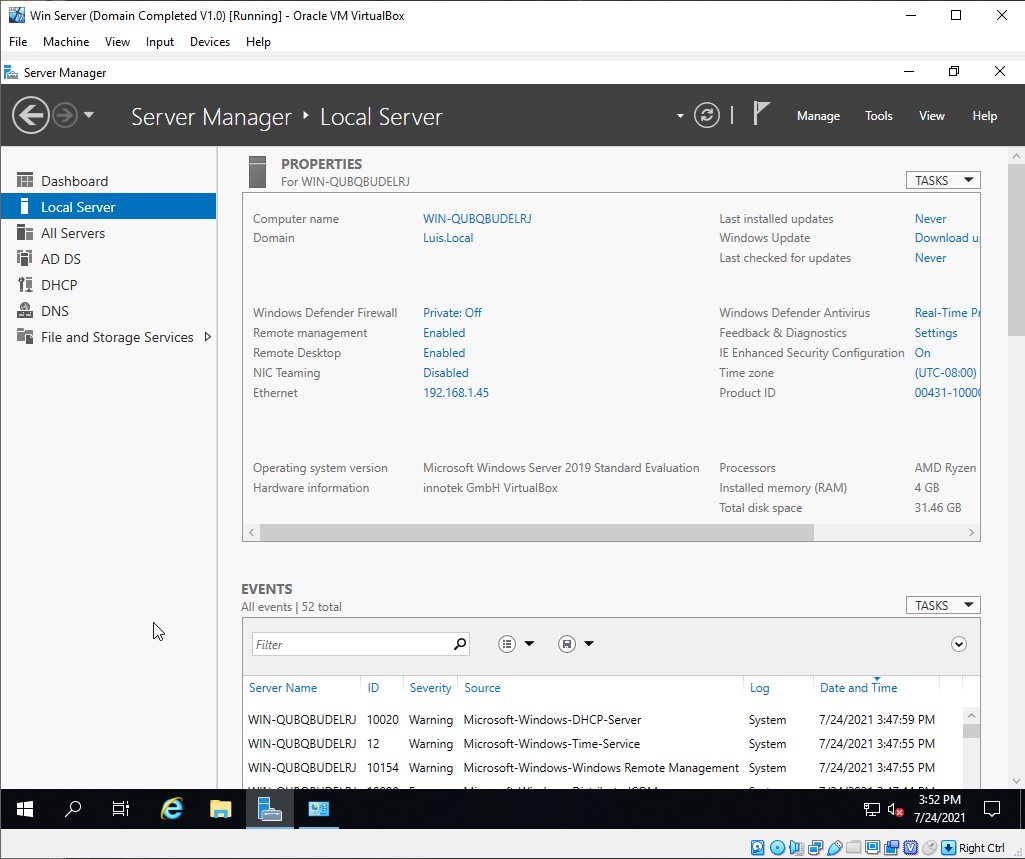 Win Server (Domain Completed V1.0) [Running] - Oracle VM VirtualBox
File Machine View Input Devices Help
Server Manager
Server Manager Local Server
Manage Tools View Help
Dashboard
Local Server
All Servers
AD DS
DHCP
DNS
File and Storage Services
PROPERTIES
For WIN-QUBQBUDELRJ
TASKS
Computer name WIN-QUBQBUDELRJ Last installed updates Never
Domain Luis.Local Windows Update Download u
Last checked for updates Never
Windows Defender Firewall Private: Off Windows Defender Antivirus Real-Time Pr
Remote management Enabled Feedback & Diagnostics Settings
Remote Desktop Enabled IE Enhanced Security Configuration On
NIC Teaming Disabled Time zone (UTC-08:00)
Ethernet 192.168.1.45 Product ID 00431-1000
Operating system version Microsoft Windows Server 2019 Standard Evaluation Processors AMD Ryzen
Hardware information innotek GmbH VirtualBox Installed memory (RAM) 4 GB
Total disk space 31.46 GB
EVENTS
All events | 52 total
TASKS
Filter
Server Name ID Severity Source Log Date and Time
WIN-QUBQBUDELRJ 10020 Warning Microsoft-Windows-DHCP-Server System 7/24/2021 3:47:59 PM
WIN-QUBQBUDELRJ 12 Warning Microsoft-Windows-Time-Service System 7/24/2021 3:47:55 PM
WIN-QUBQBUDELRJ 10154 Warning Microsoft-Windows-Windows Remote Management System 7/24/2021 3:47:55 PM
3:52 PM
7/24/2021
Right Ctrl